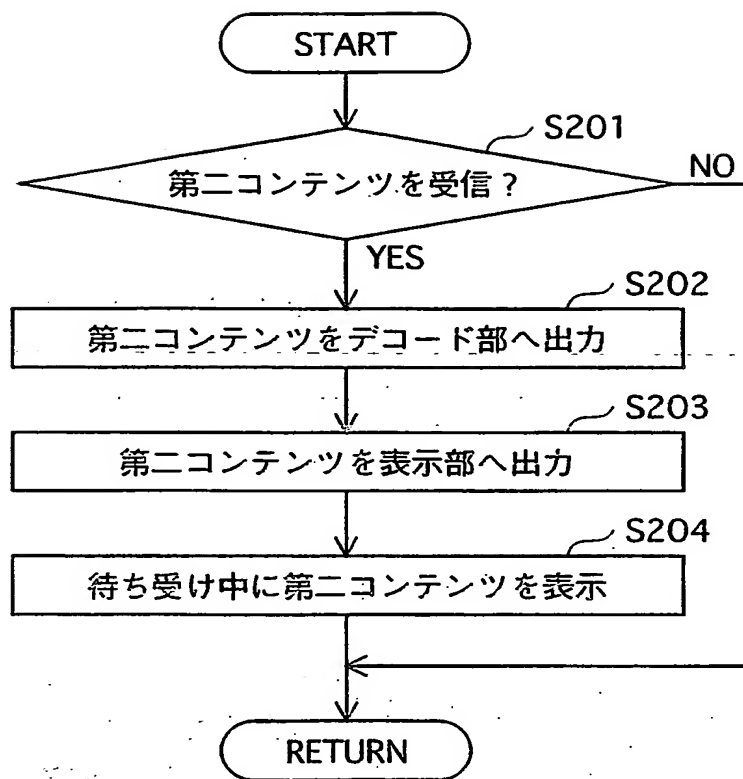 START
S201
第二コンテンツを受信?
NO
YES
S202
第二コンテンツをデコード部へ出力
S203
第二コンテンツを表示部へ出力
S204
待ち受け中に第二コンテンツを表示
RETURN